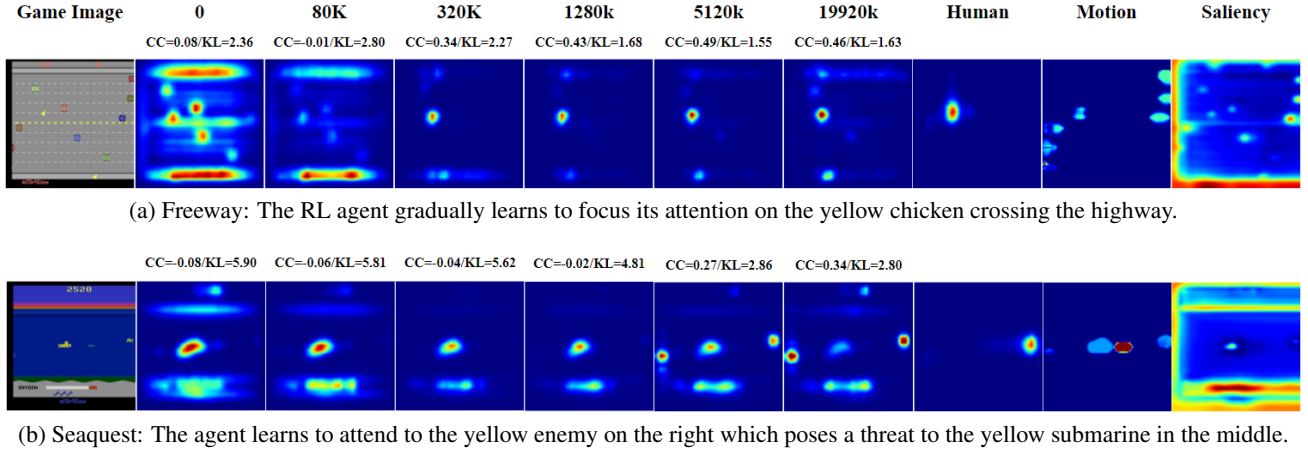 Game Image 0 80K 320K 1280k 5120k 19920k Human Motion Saliency
CC=0.08/KL=2.36 CC=-0.01/KL=2.80 CC=0.34/KL=2.27 CC=0.43/KL=1.68 CC=0.49/KL=1.55 CC=0.46/KL=1.63
(a) Freeway: The RL agent gradually learns to focus its attention on the yellow chicken crossing the highway.
CC=-0.08/KL=5.90 CC=-0.06/KL=5.81 CC=-0.04/KL=5.62 CC=-0.02/KL=4.81 CC=0.27/KL=2.86 CC=0.34/KL=2.80
2520
OXYGEN
(b) Seaquest: The agent learns to attend to the yellow enemy on the right which poses a threat to the yellow submarine in the middle.